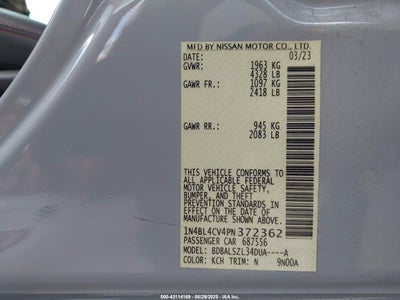 MFD BY NISSAN MOTOR CO., LTD.
DATE: 03/23
GVWR: 1963 KG
4328 LB
GAWR FR.: 1097 KG
2418 LB
GAWR RR.: 945 KG
2083 LB
THIS VEHICLE CONFORMS TO
ALL APPLICABLE FEDERAL
MOTOR VEHICLE SAFETY,
BUMPER, AND THEFT
PREVENTION STANDARDS IN
EFFECT ON THE DATE OF
MANUFACTURE SHOWN ABOVE.
1N4BL4CV4PN372362
PASSENGER CAR 687556
MODEL: BDBALSZL34DUA----A
COLOR: KCH TRIM: N 9N00A
© 000-43114169 | 08/29/2025 - IAAI